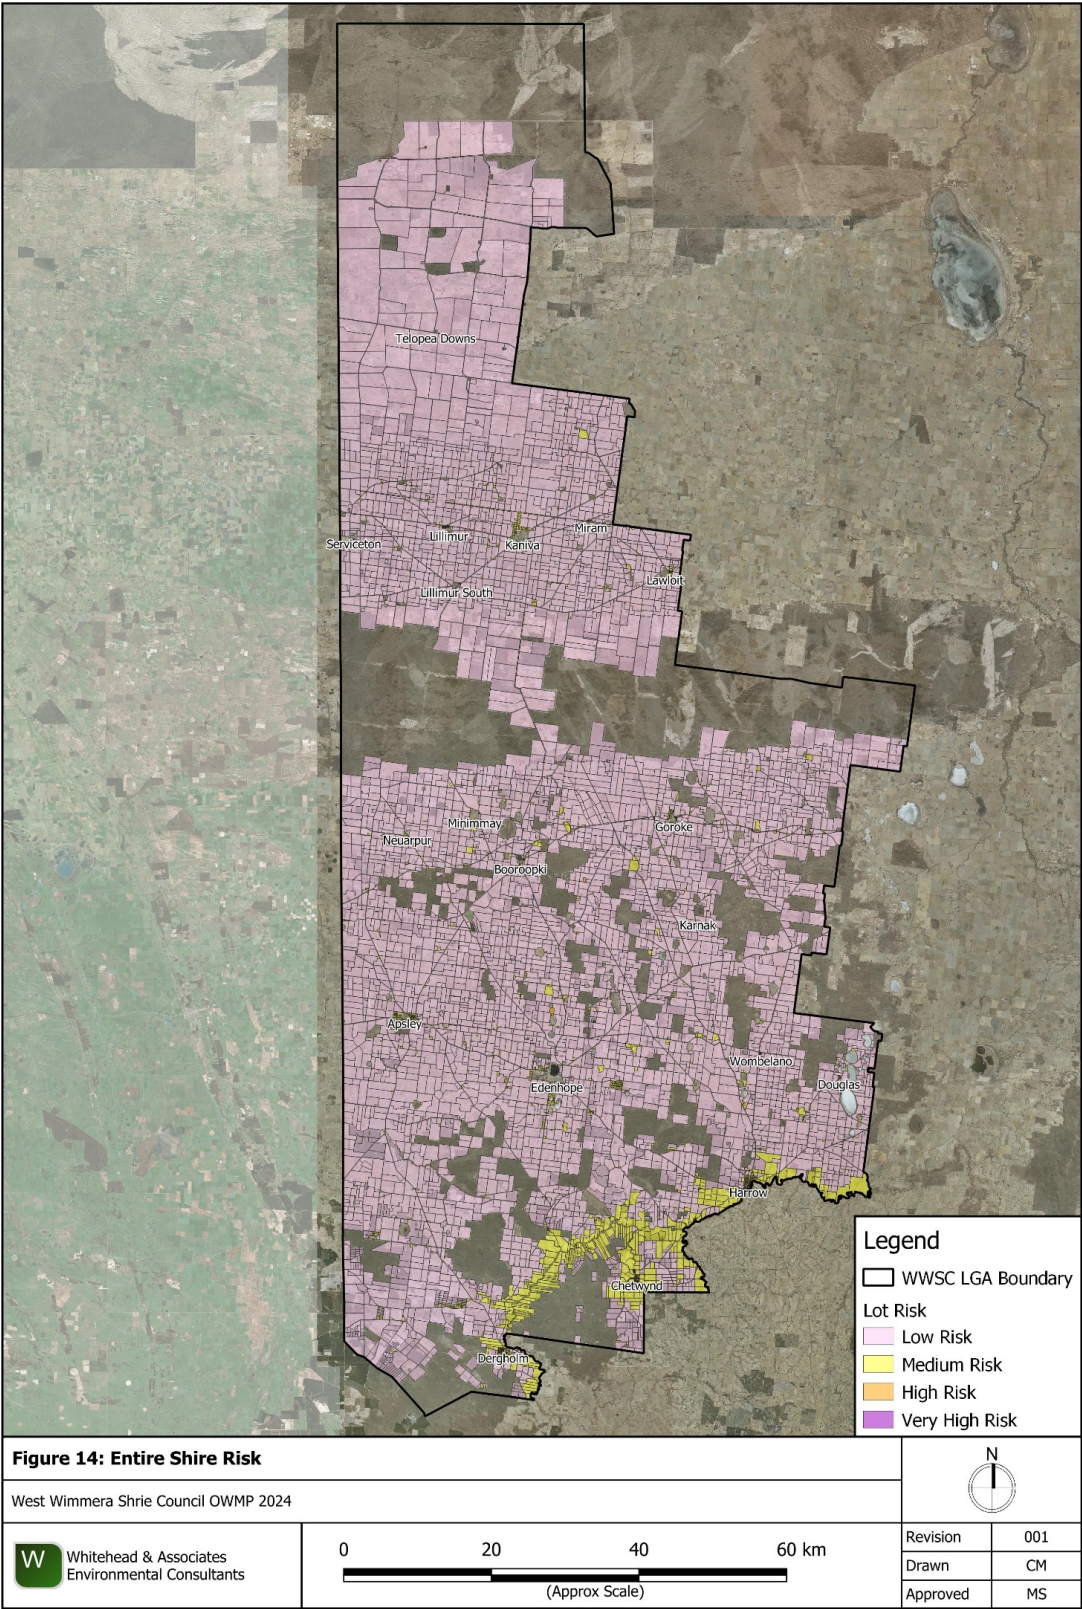 Telopea Downs
Serviceton
Lillimur
Kaniva
Miram
Lillimur South
Lawloit
Minimmay
Neuarpur
Booroopki
Goroke
Karnak
Apsley
Edenhope
Wombelano
Douglas
Harrow
Chetwynd
Dergholm
Legend
WWSC LGA Boundary
Lot Risk
Low Risk
Medium Risk
High Risk
Very High Risk
Figure 14: Entire Shire Risk
West Wimmera Shrie Council OWMP 2024
N
W
Whitehead & Associates
Environmental Consultants
0 20 40 60 km
(Approx Scale)
Revision 001
Drawn CM
Approved MS